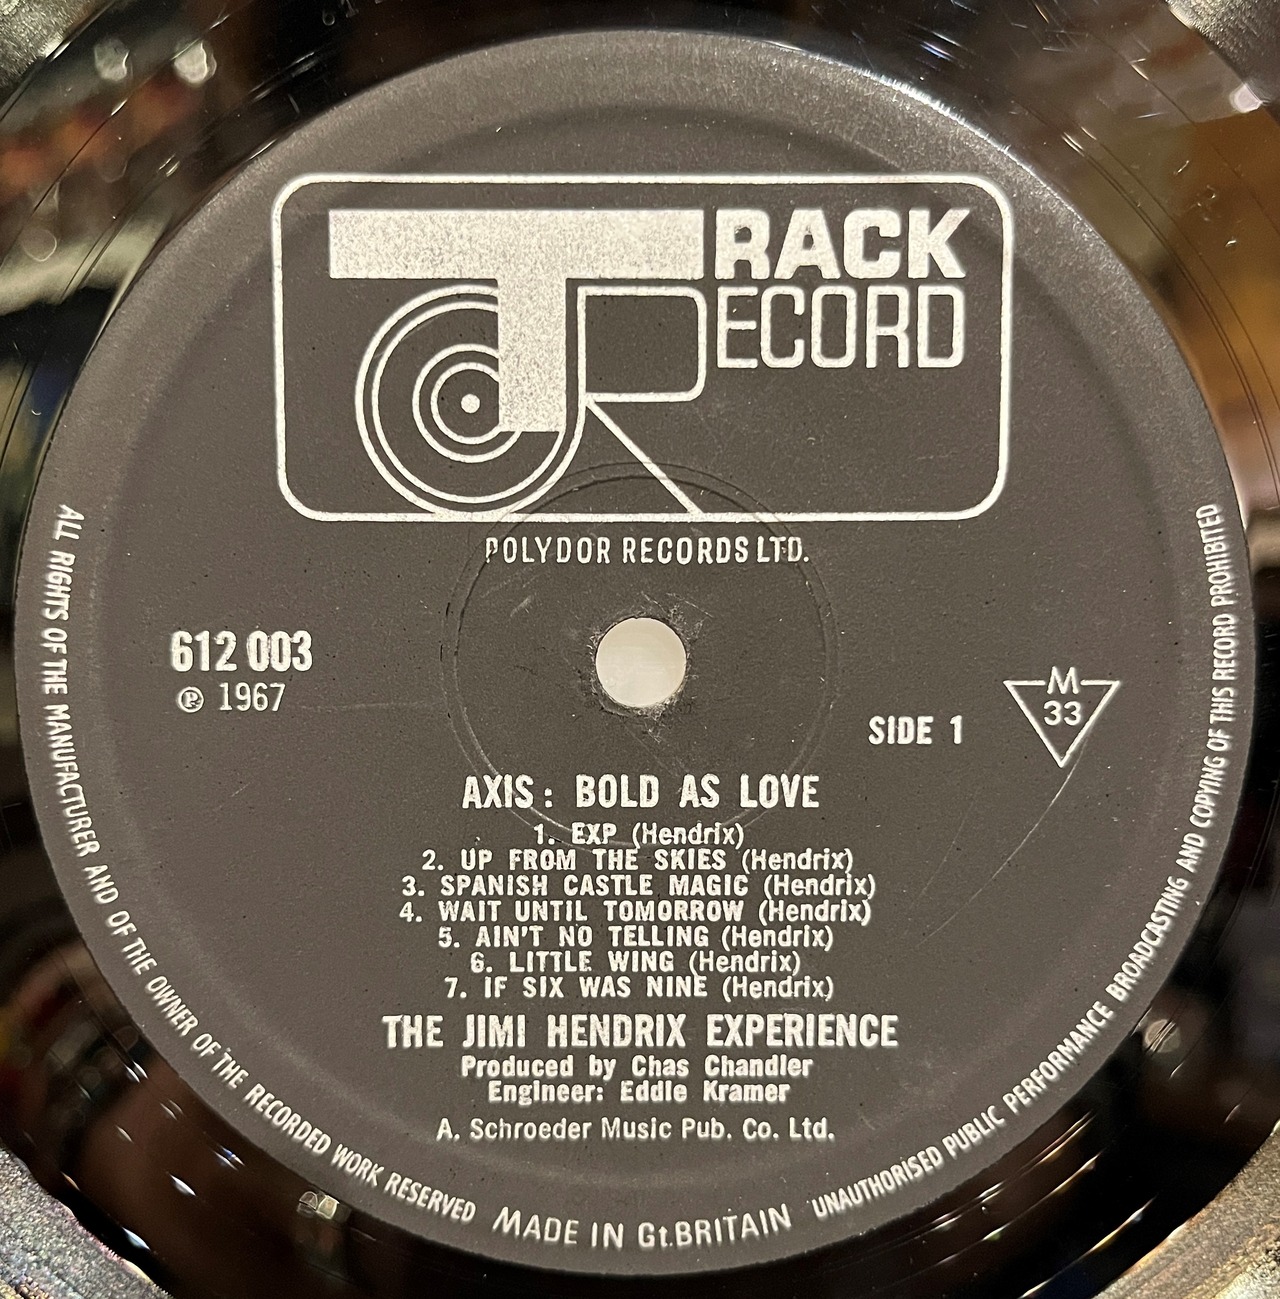 TRACK
RECORD
POLYDOR RECORDS LTD.
612 003
℗ 1967
SIDE 1
M
33
AXIS: BOLD AS LOVE
1. EXP (Hendrix)
2. UP FROM THE SKIES (Hendrix)
3. SPANISH CASTLE MAGIC (Hendrix)
4. WAIT UNTIL TOMORROW (Hendrix)
5. AIN'T NO TELLING (Hendrix)
6. LITTLE WING (Hendrix)
7. IF SIX WAS NINE (Hendrix)
THE JIMI HENDRIX EXPERIENCE
Produced by Chas Chandler
Engineer: Eddie Kramer
A. Schroeder Music Pub. Co. Ltd.
ALL RIGHTS OF THE MANUFACTURER AND OF THE OWNER OF THE RECORDED WORK RESERVED MADE IN Gt.BRITAIN UNAUTHORISED PUBLIC PERFORMANCE BROADCASTING AND COPYING OF THIS RECORD PROHIBITED